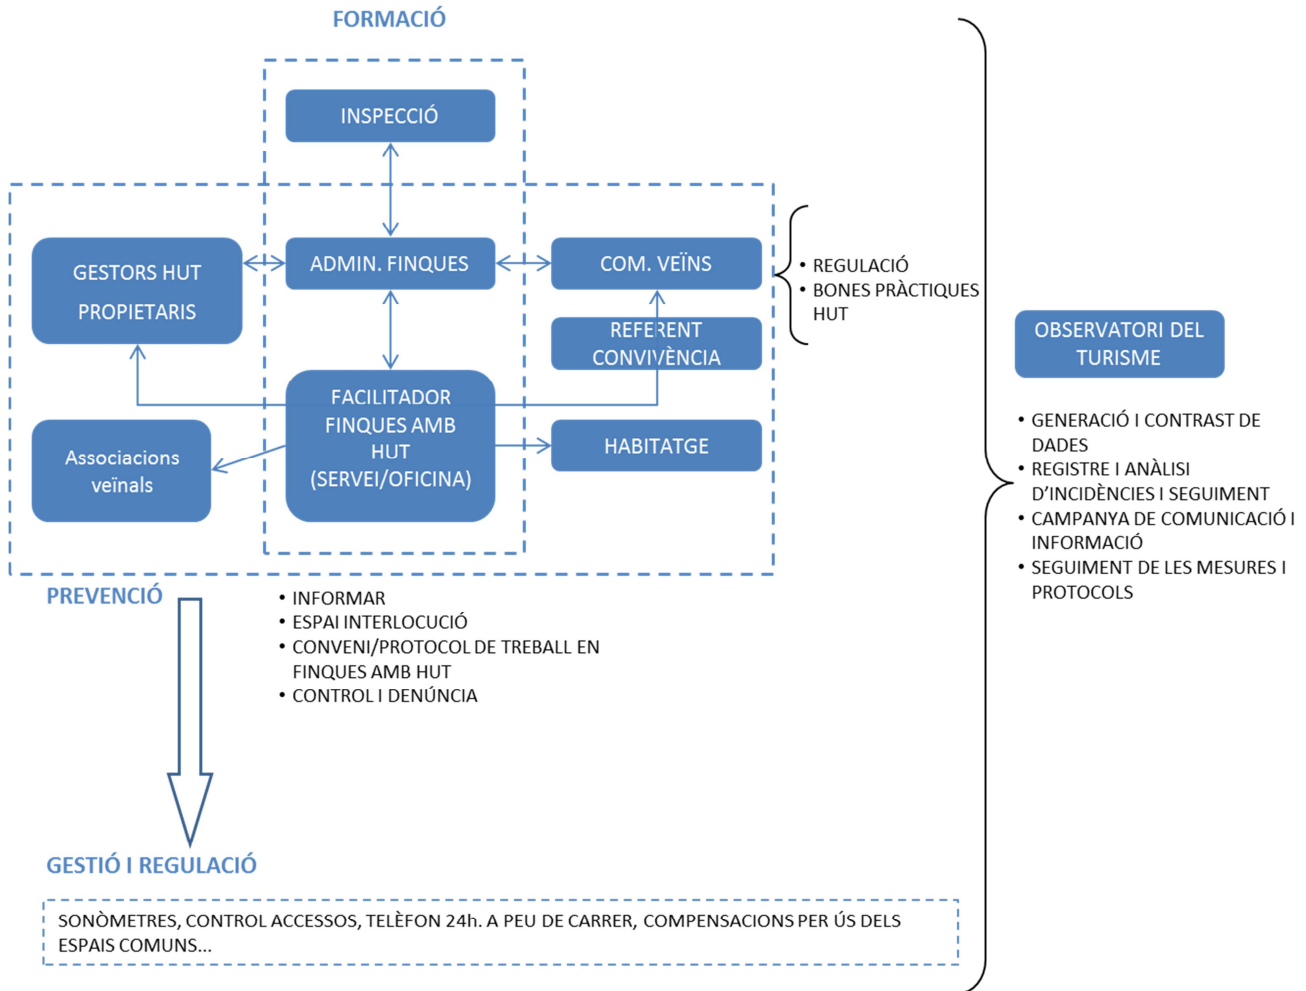 FORMACIÓ
INSPECCIÓ
GESTORS HUT
PROPIETARIS
ADMIN. FINQUES
COM. VEÏNS
REFERENT
CONVIVÈNCIA
FACILITADOR
FINQUES AMB
HUT
(SERVEI/OFICINA)
Associacions
veïnals
HABITATGE
• REGULACIÓ
• BONES PRÀCTIQUES
HUT
OBSERVATORI DEL
TURISME
• GENERACIÓ I CONTRAST DE
DADES
• REGISTRE I ANÀLISI
D’INCIDÈNCIES I SEGUIMENT
• CAMPANYA DE COMUNICACIÓ I
INFORMACIÓ
• SEGUIMENT DE LES MESURES I
PROTOCOLS
PREVENCIÓ
• INFORMAR
• ESPAI INTERLOCUCIÓ
• CONVENI/PROTOCOL DE TREBALL EN
FINQUES AMB HUT
• CONTROL I DENÚNCIA
GESTIÓ I REGULACIÓ
SONÒMETRES, CONTROL ACCESSOS, TELÈFON 24h. A PEU DE CARRER, COMPENSACIONS PER ÚS DELS
ESPAIS COMUNS...